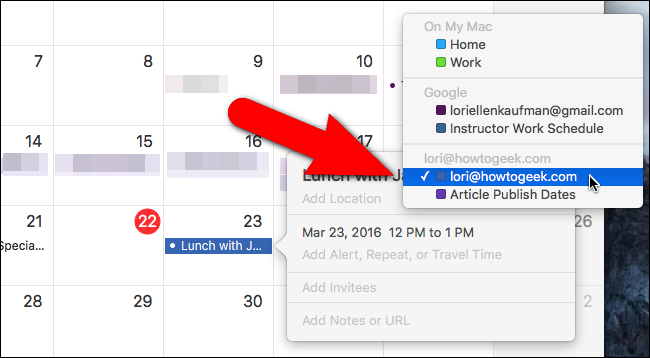 On My Mac
Home
Work
Google
loriellenkaufman@gmail.com
Instructor Work Schedule
lori@howtogeek.com
✓ lori@howtogeek.com
Article Publish Dates
7 8 9 10
14 15 16 17
Lunch with Ja
Add Location
21 22 23 26
Specia...
Lunch with J...
Mar 23, 2016 12 PM to 1 PM
Add Alert, Repeat, or Travel Time
Add Invitees
Add Notes or URL
28 29 30 2